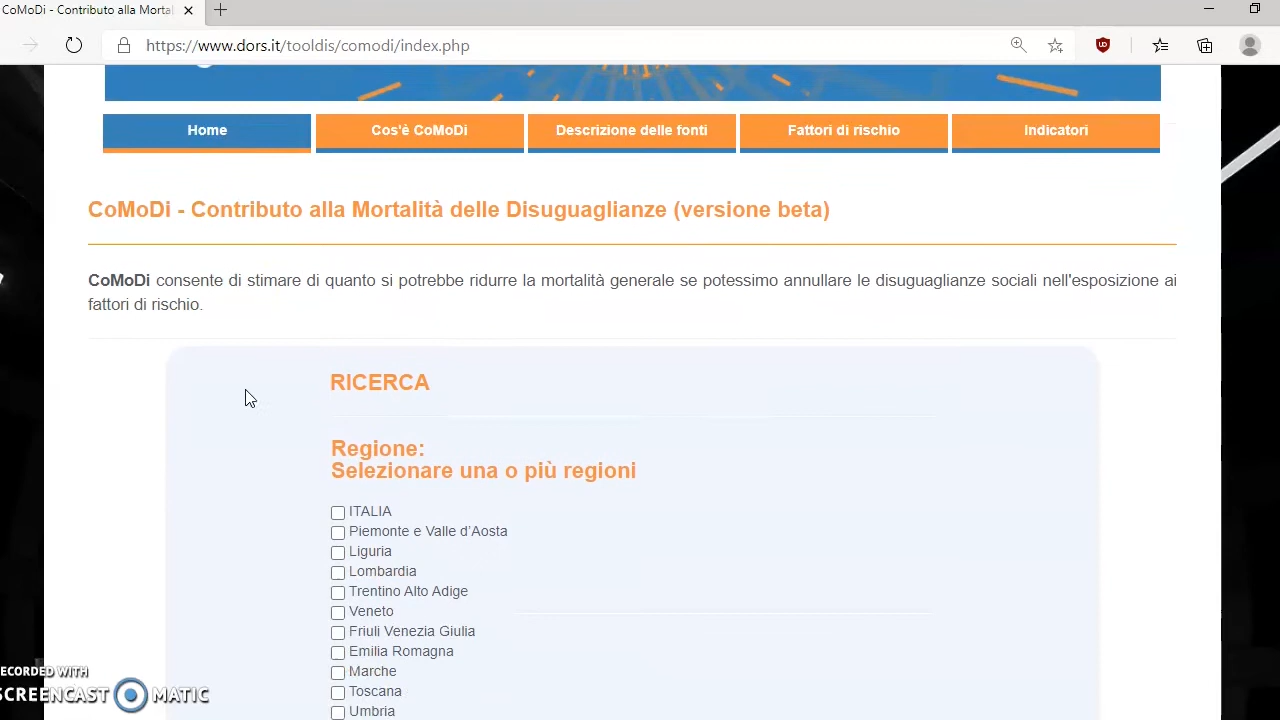 CoMoDi - Contributo alla Mortal
https://www.dors.it/tooldis/comodi/index.php
Home
Cos'è CoMoDi
Descrizione delle fonti
Fattori di rischio
Indicatori
CoMoDi - Contributo alla Mortalità delle Disuguaglianze (versione beta)
CoMoDi consente di stimare di quanto si potrebbe ridurre la mortalità generale se potessimo annullare le disuguaglianze sociali nell'esposizione ai
fattori di rischio.
RICERCA
Regione:
Selezionare una o più regioni
ITALIA
Piemonte e Valle d'Aosta
Liguria
Lombardia
Trentino Alto Adige
Veneto
Friuli Venezia Giulia
Emilia Romagna
Marche
Toscana
Umbria
ECORDED WITH
SCREENCAST MATIC